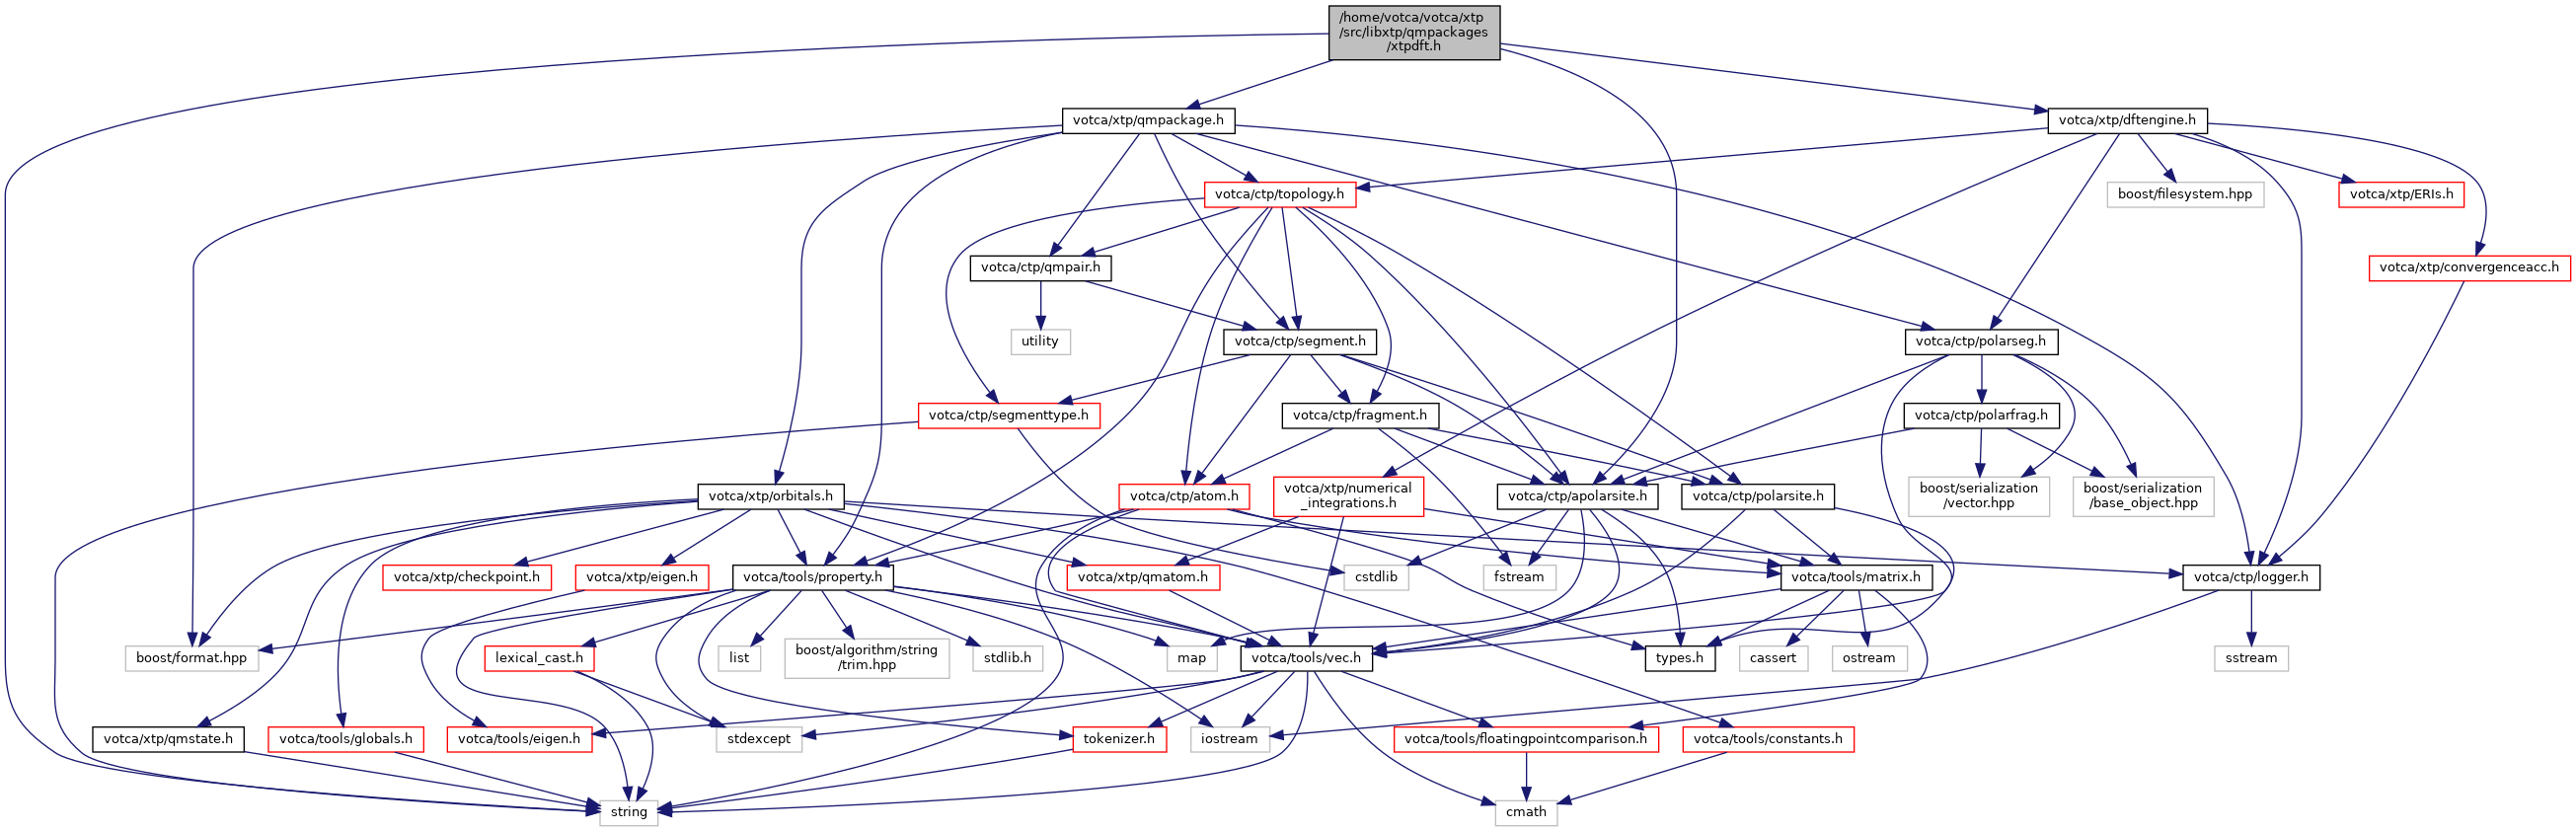 /home/votca/votca/xtp
/src/libxtp/qmpackages
/xtpdft.h
votca/xtp/qmpackage.h
votca/xtp/dftengine.h
votca/ctp/topology.h
boost/filesystem.hpp
votca/xtp/ERIs.h
votca/ctp/qmpair.h
votca/xtp/convergenceacc.h
utility
votca/ctp/segment.h
votca/ctp/polarseg.h
votca/ctp/segmenttype.h
votca/ctp/fragment.h
votca/ctp/polarfrag.h
votca/xtp/orbitals.h
votca/ctp/atom.h
votca/xtp/numerical
_integrations.h
votca/ctp/apolarsite.h
votca/ctp/polarsite.h
boost/serialization
/vector.hpp
boost/serialization
/base_object.hpp
votca/xtp/checkpoint.h
votca/xtp/eigen.h
votca/tools/property.h
votca/xtp/qmatom.h
cstdlib
fstream
votca/tools/matrix.h
votca/ctp/logger.h
boost/format.hpp
lexical_cast.h
list
boost/algorithm/string
/trim.hpp
stdlib.h
map
votca/tools/vec.h
types.h
cassert
ostream
sstream
votca/xtp/qmstate.h
votca/tools/globals.h
votca/tools/eigen.h
stdexcept
tokenizer.h
iostream
votca/tools/floatingpointcomparison.h
votca/tools/constants.h
string
cmath